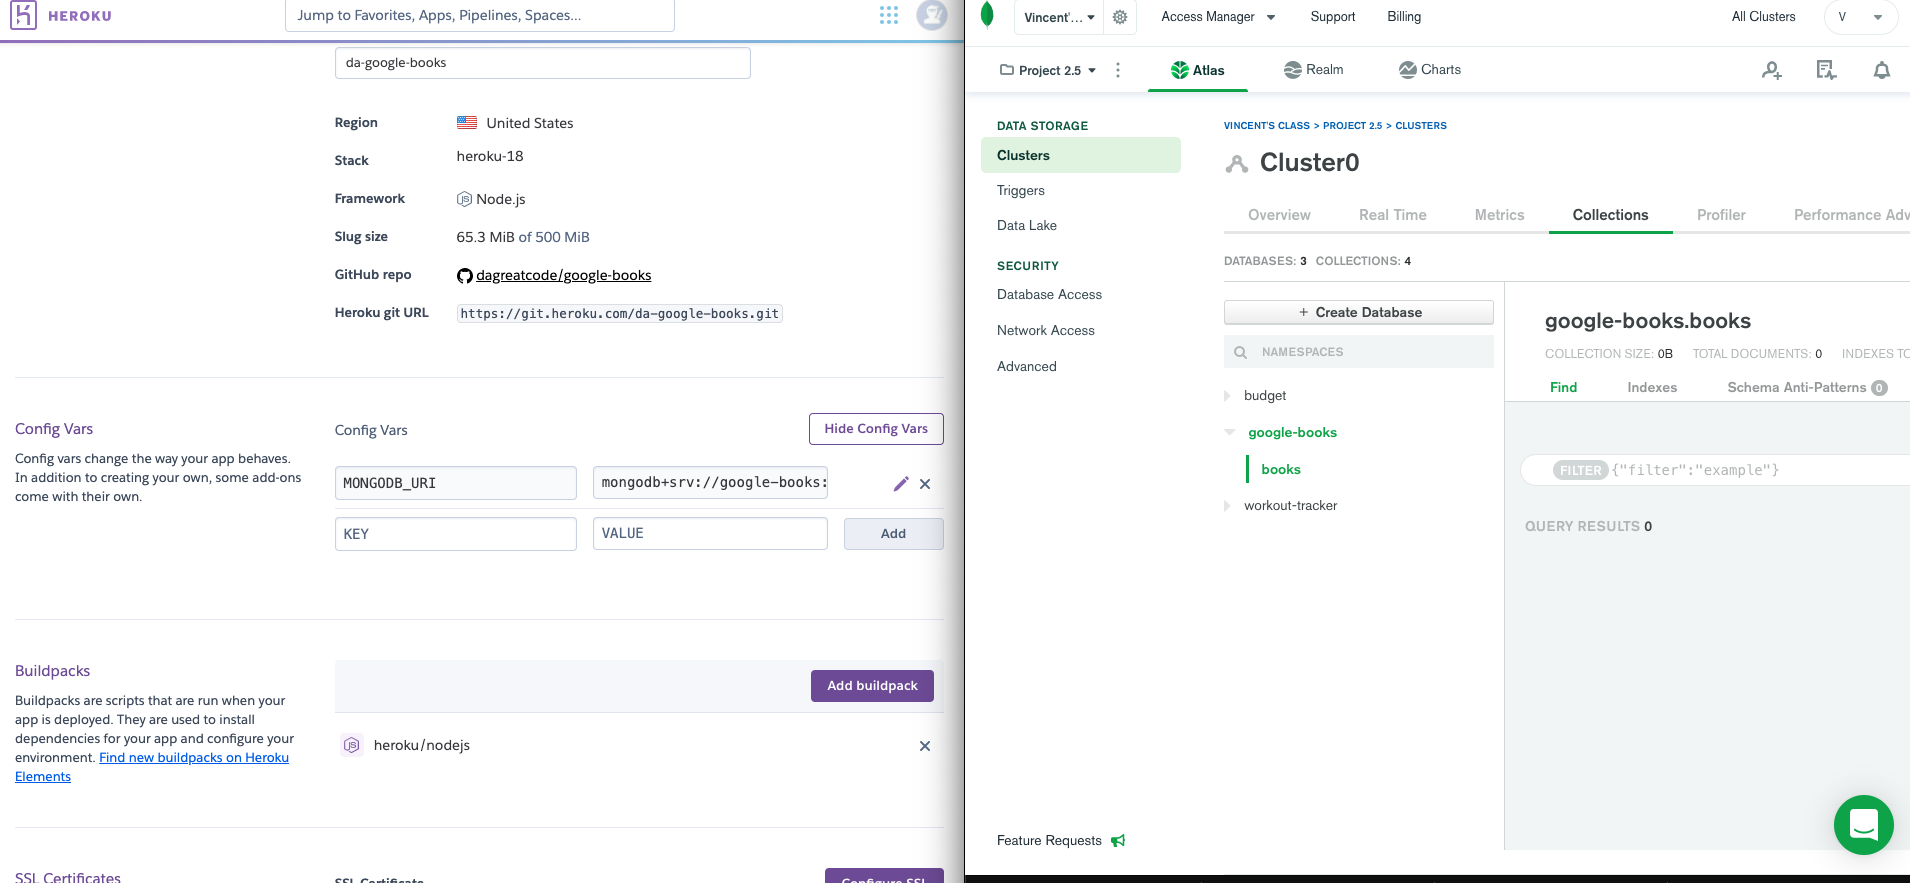 HEROKU
Jump to Favorites, Apps, Pipelines, Spaces...
da-google-books
Region United States
Stack heroku-18
Framework Node.js
Slug size 65.3 MiB of 500 MiB
GitHub repo dagreatcode/google-books
Heroku git URL https://git.heroku.com/da-google-books.git
Config Vars
Config vars change the way your app behaves.
In addition to creating your own, some add-ons
come with their own.
Config Vars
Hide Config Vars
MONGODB_URI mongodb+srv://google-books:
KEY VALUE Add
Buildpacks
Buildpacks are scripts that are run when your
app is deployed. They are used to install
dependencies for your app and configure your
environment. Find new buildpacks on Heroku
Elements
Add buildpack
heroku/nodejs
SSL Certificates
SSL Certificate
Configure SSL
Vincent'...
Access Manager
Support
Billing
All Clusters
V
Project 2.5
Atlas
Realm
Charts
DATA STORAGE
Clusters
Triggers
Data Lake
SECURITY
Database Access
Network Access
Advanced
Feature Requests
VINCENT'S CLASS > PROJECT 2.5 > CLUSTERS
Cluster0
Overview Real Time Metrics Collections Profiler Performance Adv
DATABASES: 3 COLLECTIONS: 4
+ Create Database
NAMESPACES
budget
google-books
books
workout-tracker
google-books.books
COLLECTION SIZE: 0B TOTAL DOCUMENTS: 0 INDEXES TO
Find Indexes Schema Anti-Patterns 0
FILTER {"filter":"example"}
QUERY RESULTS 0